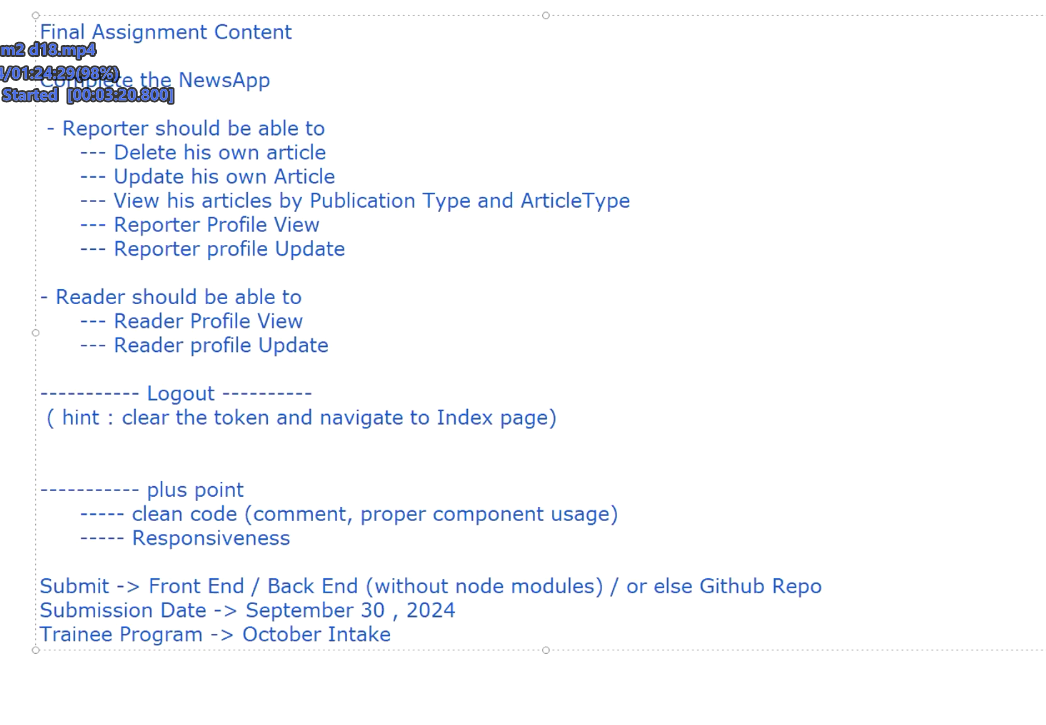 Final Assignment Content
m2 d18.mp4
/01:24:29(98%)
Complete the NewsApp
Started [00:03:20.800]
- Reporter should be able to
--- Delete his own article
--- Update his own Article
--- View his articles by Publication Type and ArticleType
--- Reporter Profile View
--- Reporter profile Update
- Reader should be able to
--- Reader Profile View
--- Reader profile Update
----------- Logout ----------
( hint : clear the token and navigate to Index page)
----------- plus point
----- clean code (comment, proper component usage)
----- Responsiveness
Submit -> Front End / Back End (without node modules) / or else Github Repo
Submission Date -> September 30 , 2024
Trainee Program -> October Intake